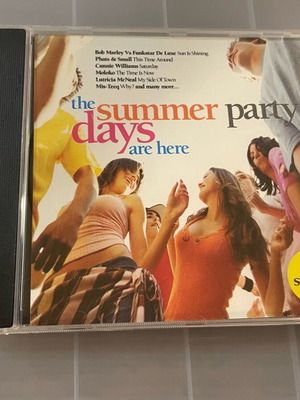 Bob Marley Vs Funkstar De Luxe Sun Is Shining
Phats & Small This Time Around
Connie Williams Saturday
Moloko The Time Is Now
Lutricia McNeal My Side Of Town
Mis-Teeq Why? and many more...
the summer party
days
are here